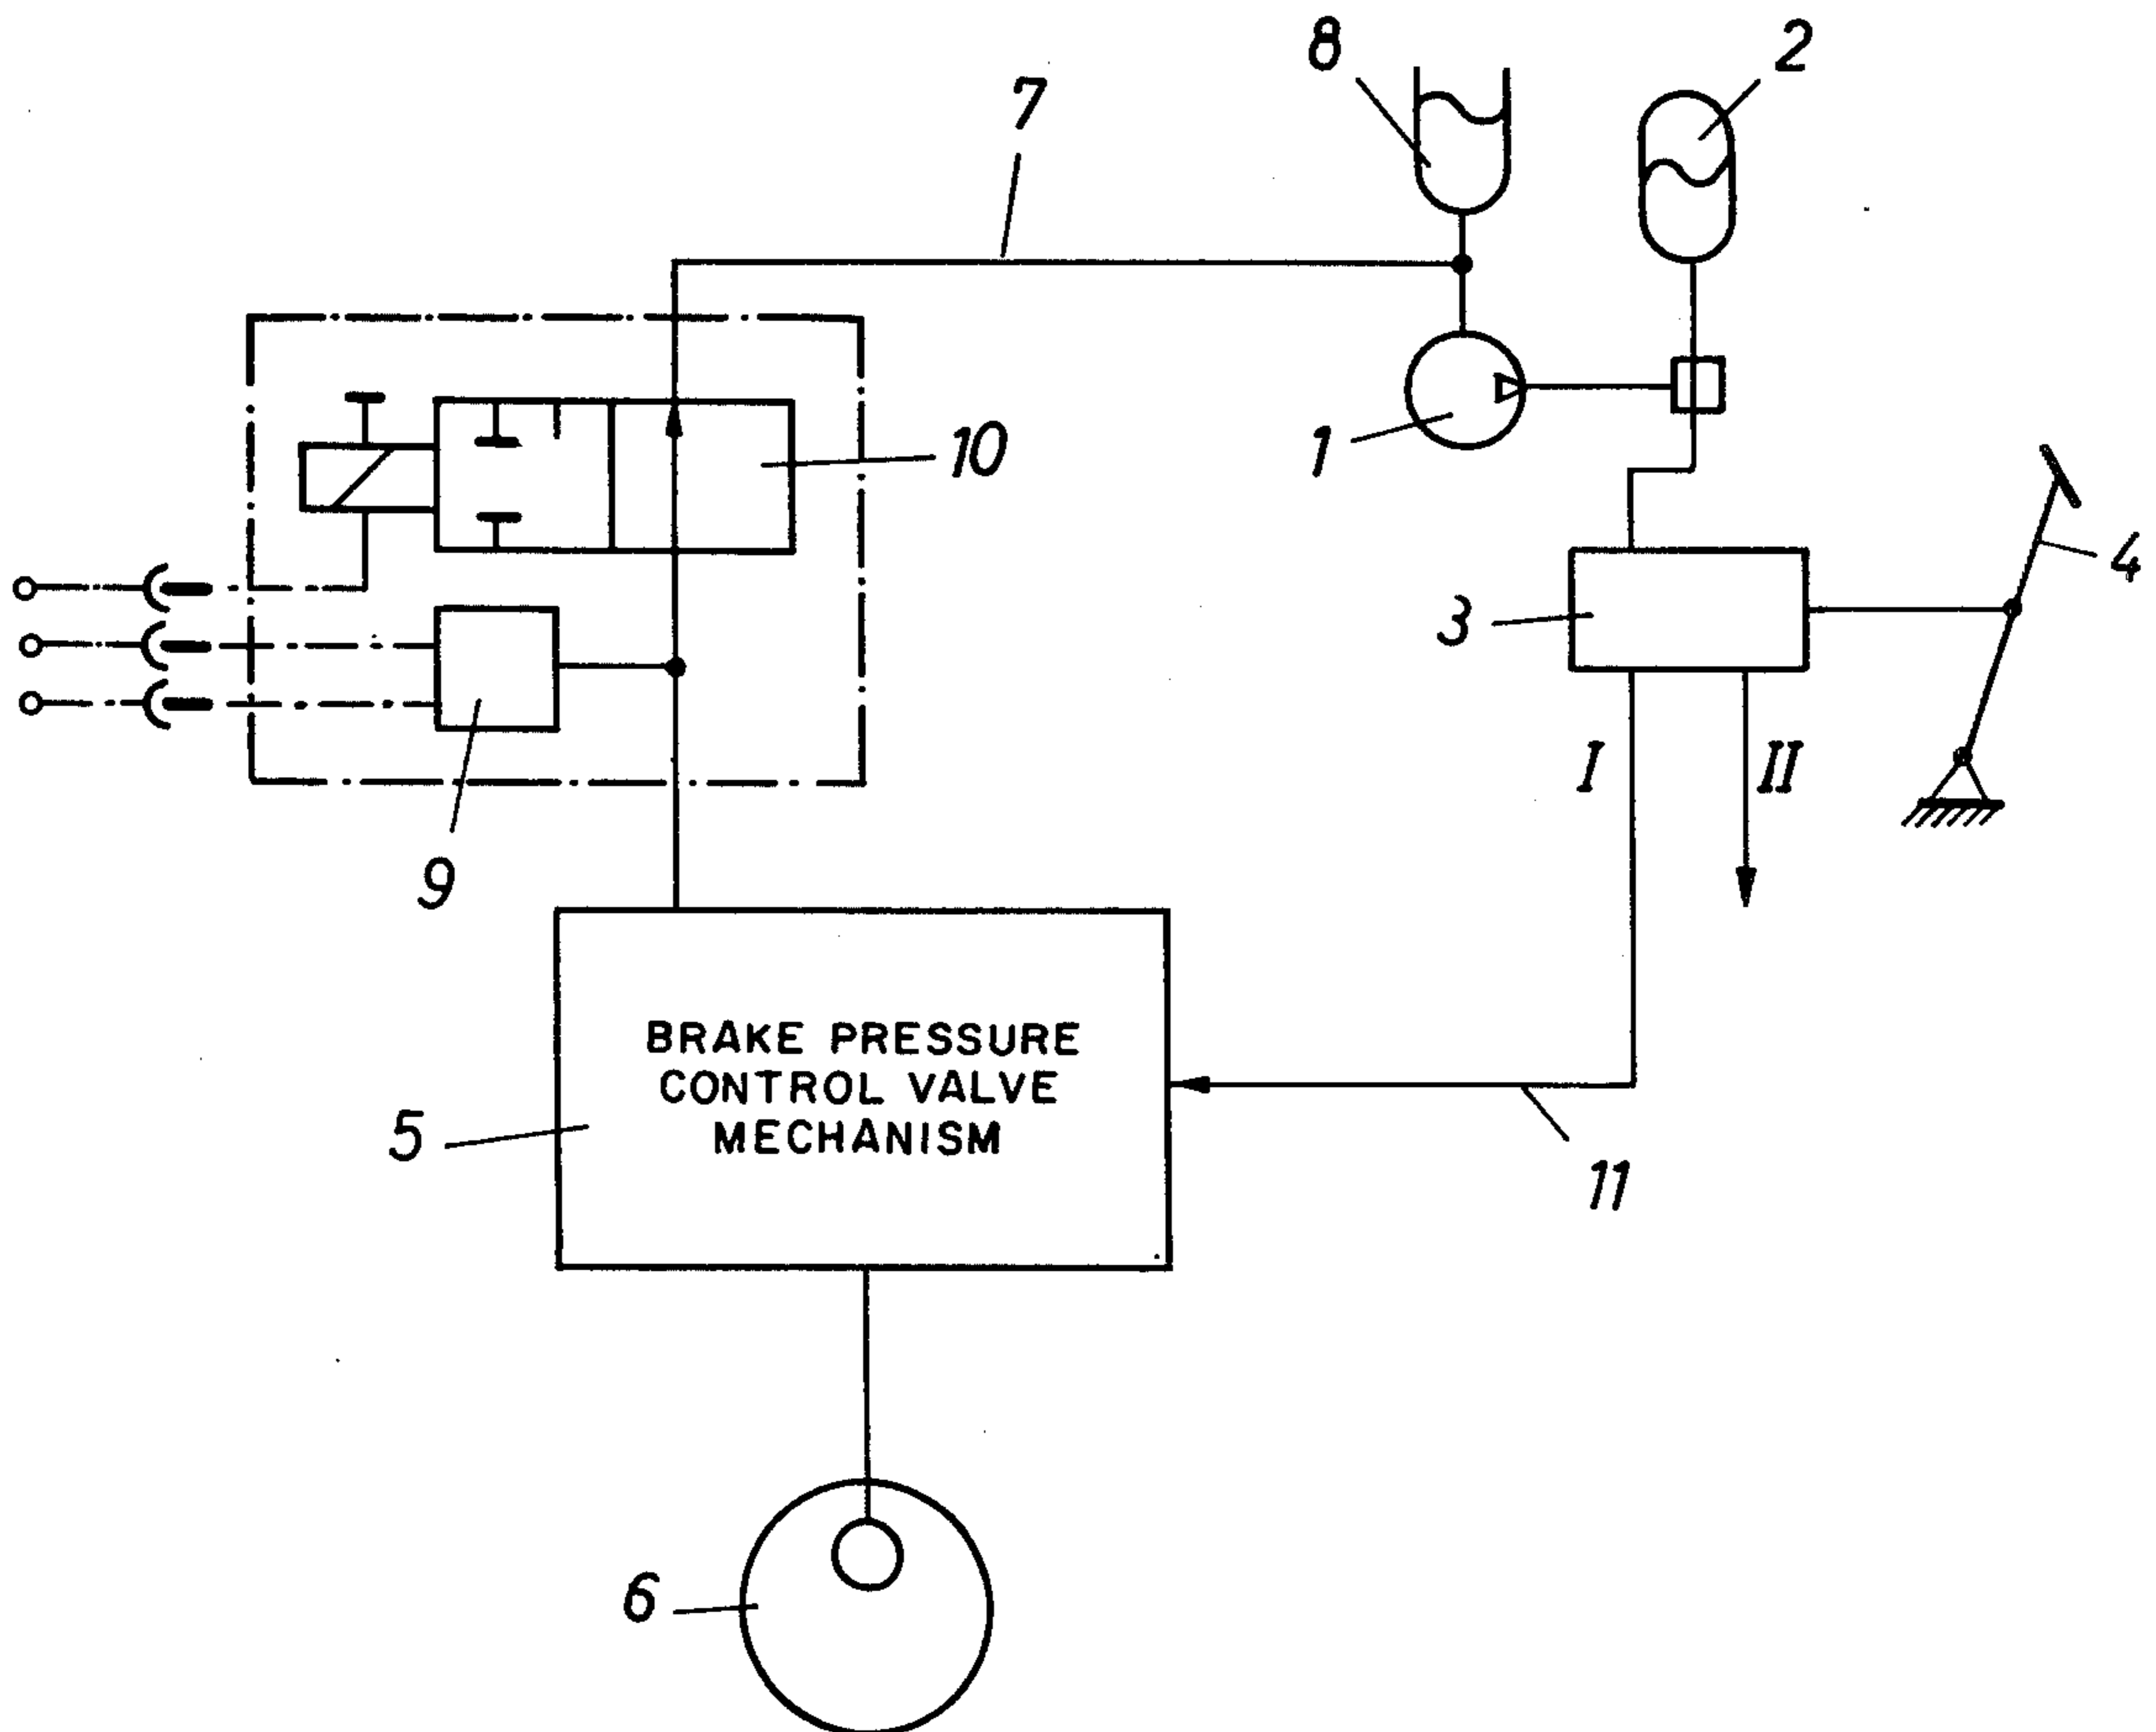 8
2
7
10
1
4
3
I
II
9
BRAKE PRESSURE
CONTROL VALVE
MECHANISM
5
11
6